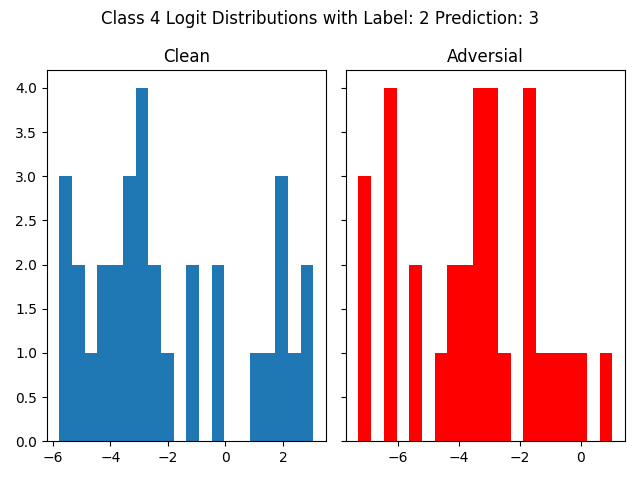 Class 4 Logit Distributions with Label: 2 Prediction: 3
Clean
Adversial
4.0
3.5
3.0
2.5
2.0
1.5
1.0
0.5
0.0
−6 −4 −2 0 2
−6 −4 −2 0